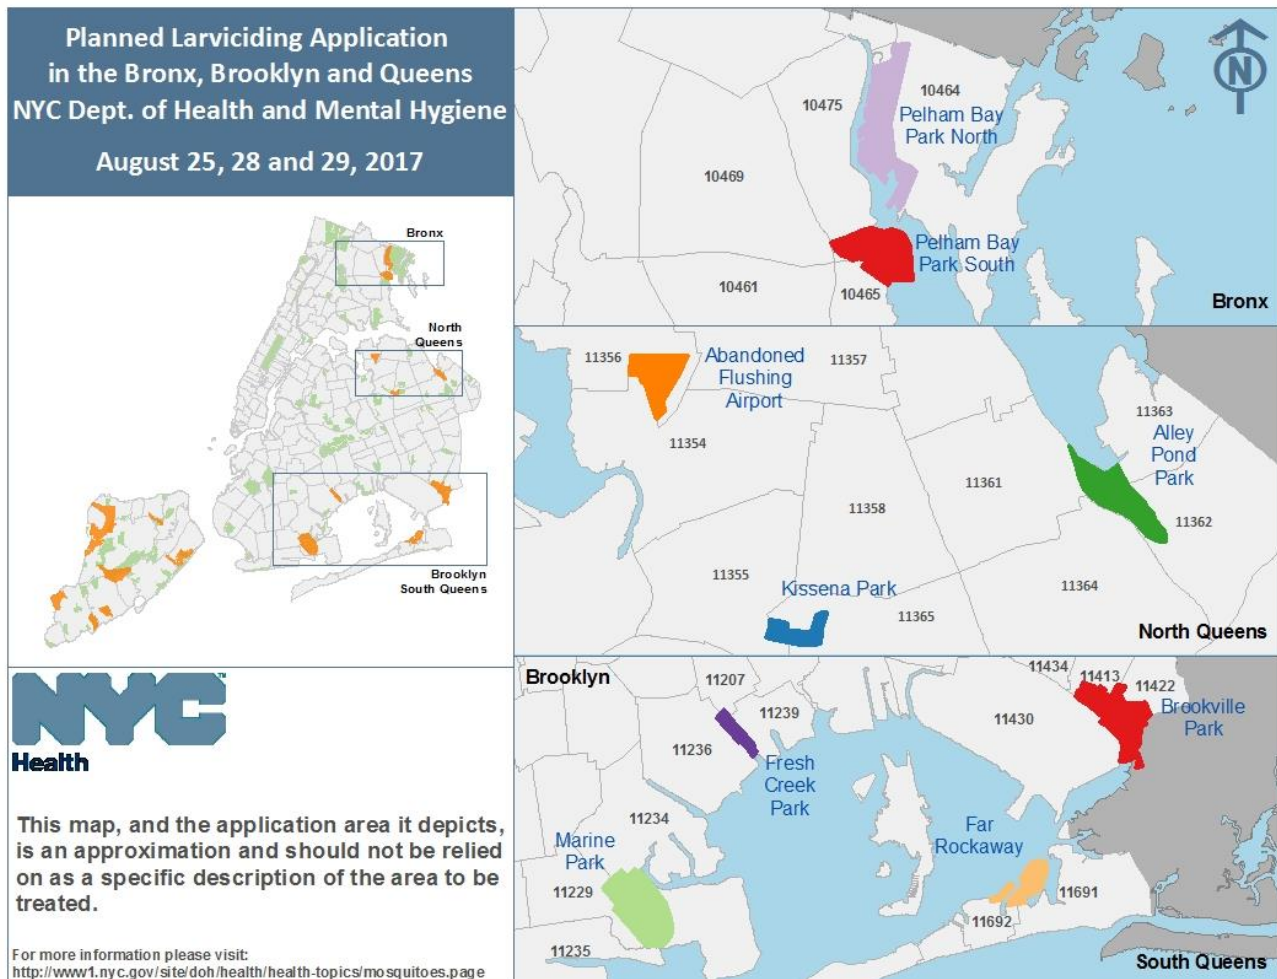 Planned Larviciding Application
in the Bronx, Brooklyn and Queens
NYC Dept. of Health and Mental Hygiene
August 25, 28 and 29, 2017
Bronx
North
Queens
Brooklyn
South Queens
NYC
Health
This map, and the application area it depicts,
is an approximation and should not be relied
on as a specific description of the area to be
treated.
For more information please visit:
http://www1.nyc.gov/site/doh/health/health-topics/mosquitoes.page
N
10475
10464
Pelham Bay
Park North
10469
Pelham Bay
Park South
10461
10465
Bronx
11356
Abandoned
Flushing
Airport
11357
11354
11363
Alley
Pond
Park
11361
11358
11362
11355
Kissena Park
11364
11365
North Queens
Brooklyn
11207
11239
11236
Fresh
Creek
Park
11434
11413
11422
11430
Brookville
Park
11234
Marine
Park
Far
Rockaway
11229
11691
11692
11235
South Queens